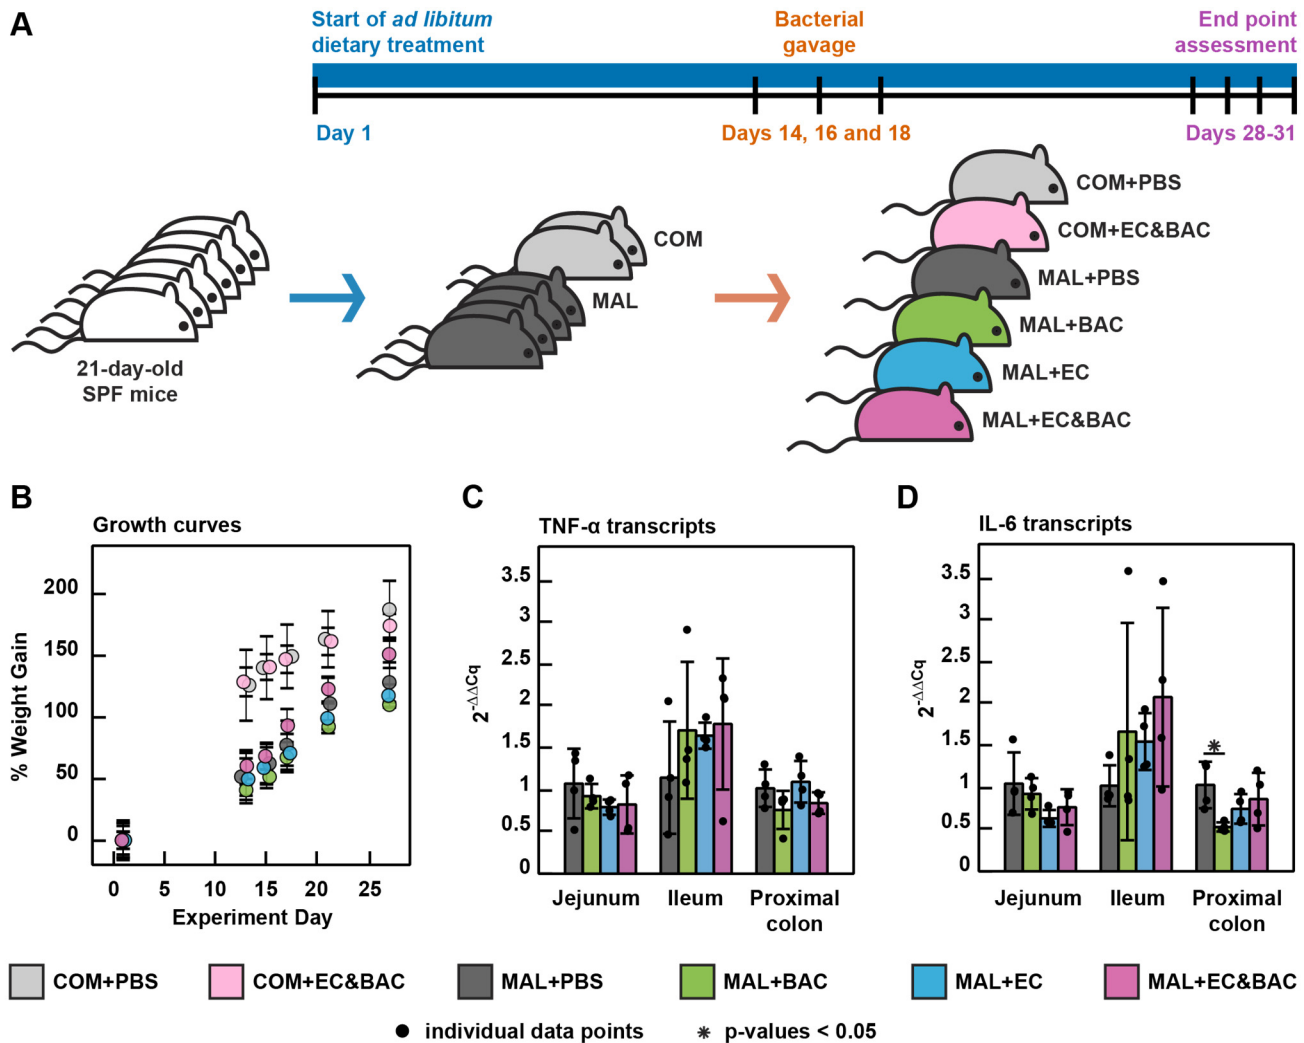 A
Start of ad libitum
dietary treatment
Bacterial
gavage
End point
assessment
Day 1
Days 14, 16 and 18
Days 28-31
21-day-old
SPF mice
COM
MAL
COM+PBS
COM+EC&BAC
MAL+PBS
MAL+BAC
MAL+EC
MAL+EC&BAC
B
Growth curves
% Weight Gain
200
150
100
50
0
0 5 10 15 20 25
Experiment Day
C
TNF-α transcripts
2^-ΔΔCq
3.5
3
2.5
2
1.5
1
0.5
0
Jejunum Ileum Proximal
colon
D
IL-6 transcripts
2^-ΔΔCq
3.5
3
2.5
2
1.5
1
0.5
0
*
Jejunum Ileum Proximal
colon
COM+PBS COM+EC&BAC MAL+PBS MAL+BAC MAL+EC MAL+EC&BAC
● individual data points * p-values < 0.05